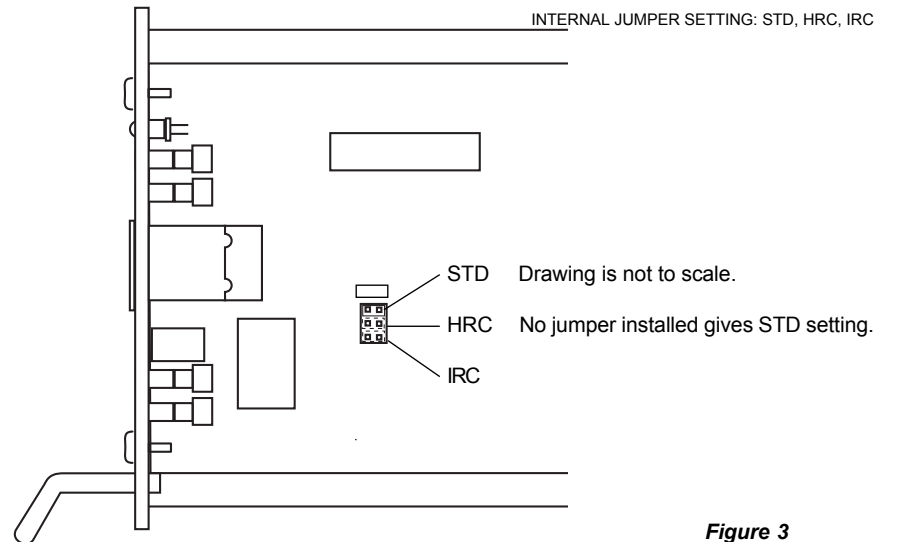 INTERNAL JUMPER SETTING: STD, HRC, IRC
STD Drawing is not to scale.
HRC No jumper installed gives STD setting.
IRC
Figure 3